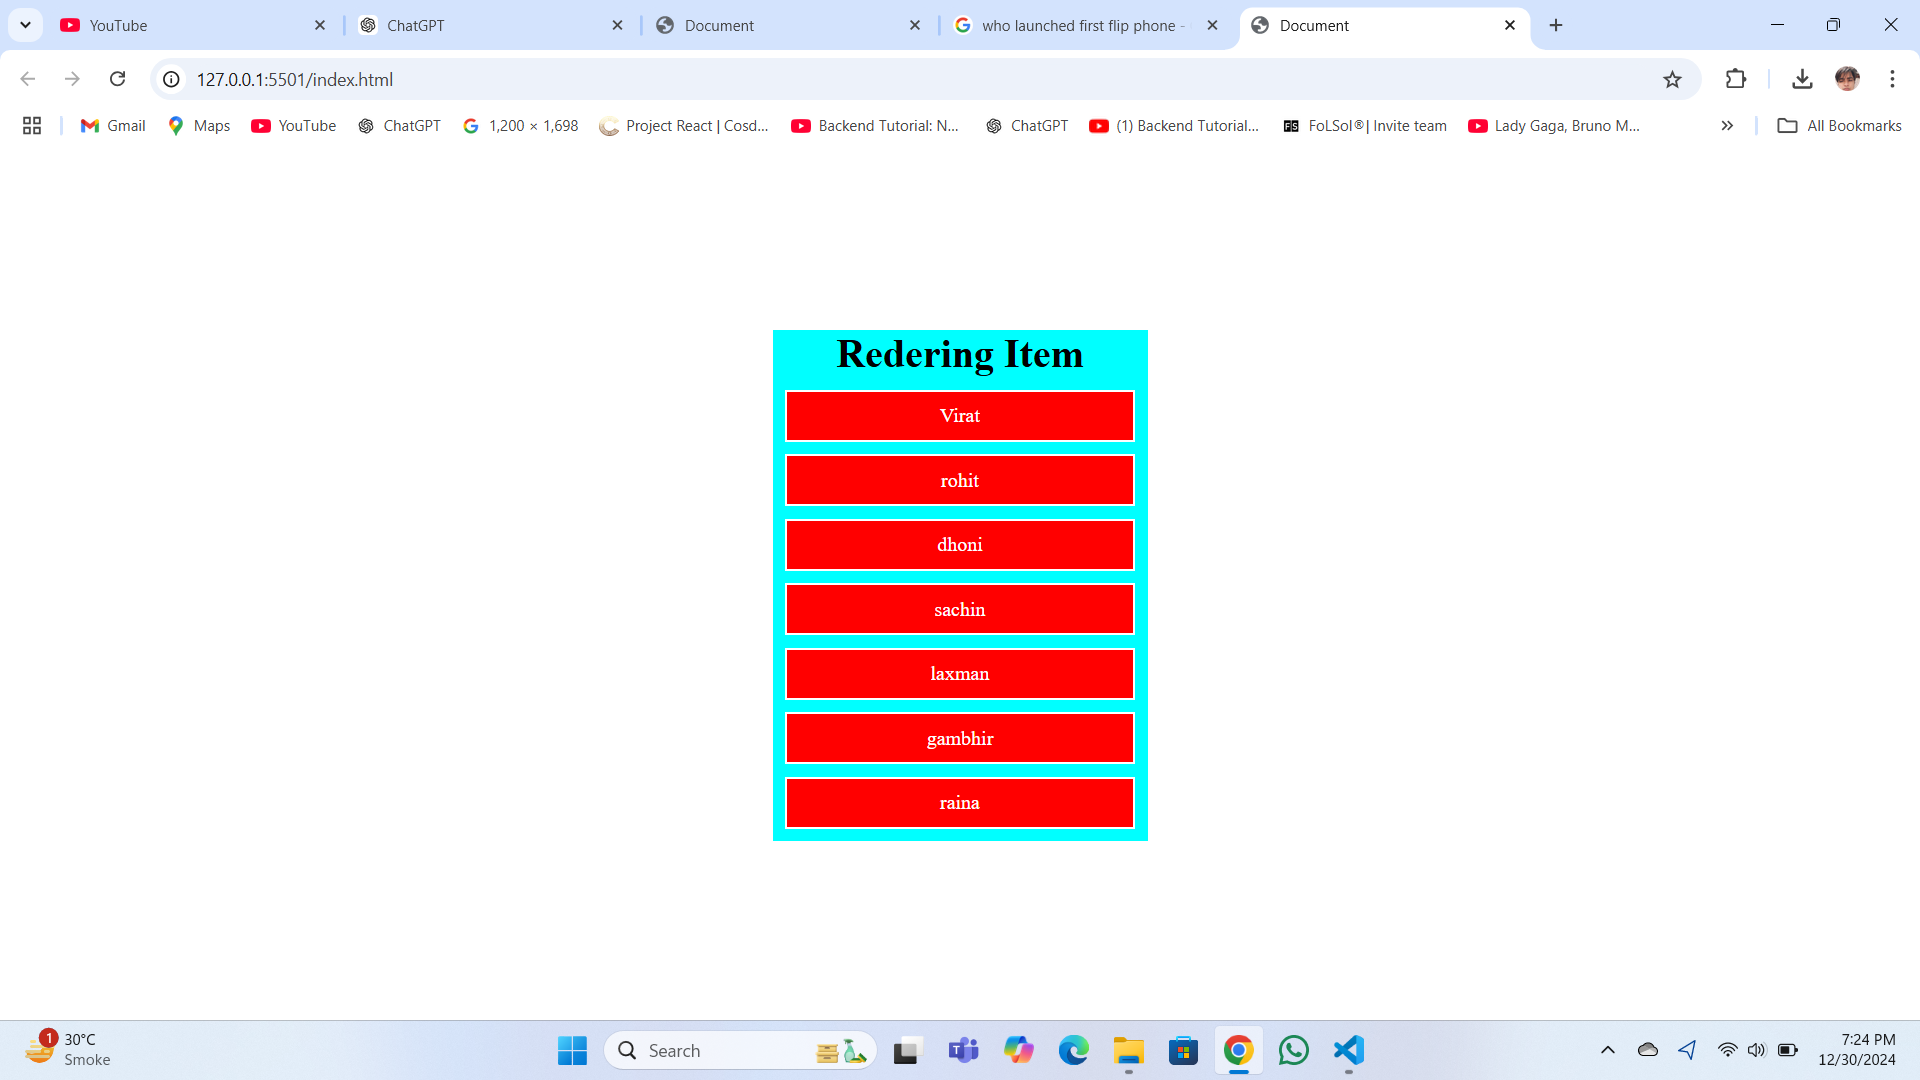 YouTube
ChatGPT
Document
who launched first flip phone -
Document
127.0.0.1:5501/index.html
Gmail
Maps
YouTube
ChatGPT
1,200 × 1,698
Project React | Cosd...
Backend Tutorial: N...
ChatGPT
(1) Backend Tutorial...
FS
FoLSol®| Invite team
Lady Gaga, Bruno M...
All Bookmarks
Redering Item
Virat
rohit
dhoni
sachin
laxman
gambhir
raina
1
30°C
Smoke
Search
7:24 PM
12/30/2024